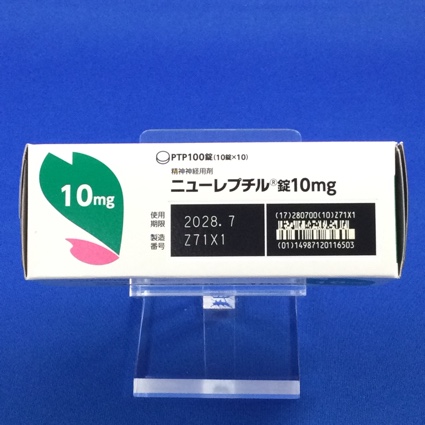 PTP100錠(10錠×10)
精神神経用剤
ニューレプチル®錠10mg
10mg
使用期限 2028.7
製造番号 Z71X1
(17)280700(10)Z71X1
(01)14987120116503